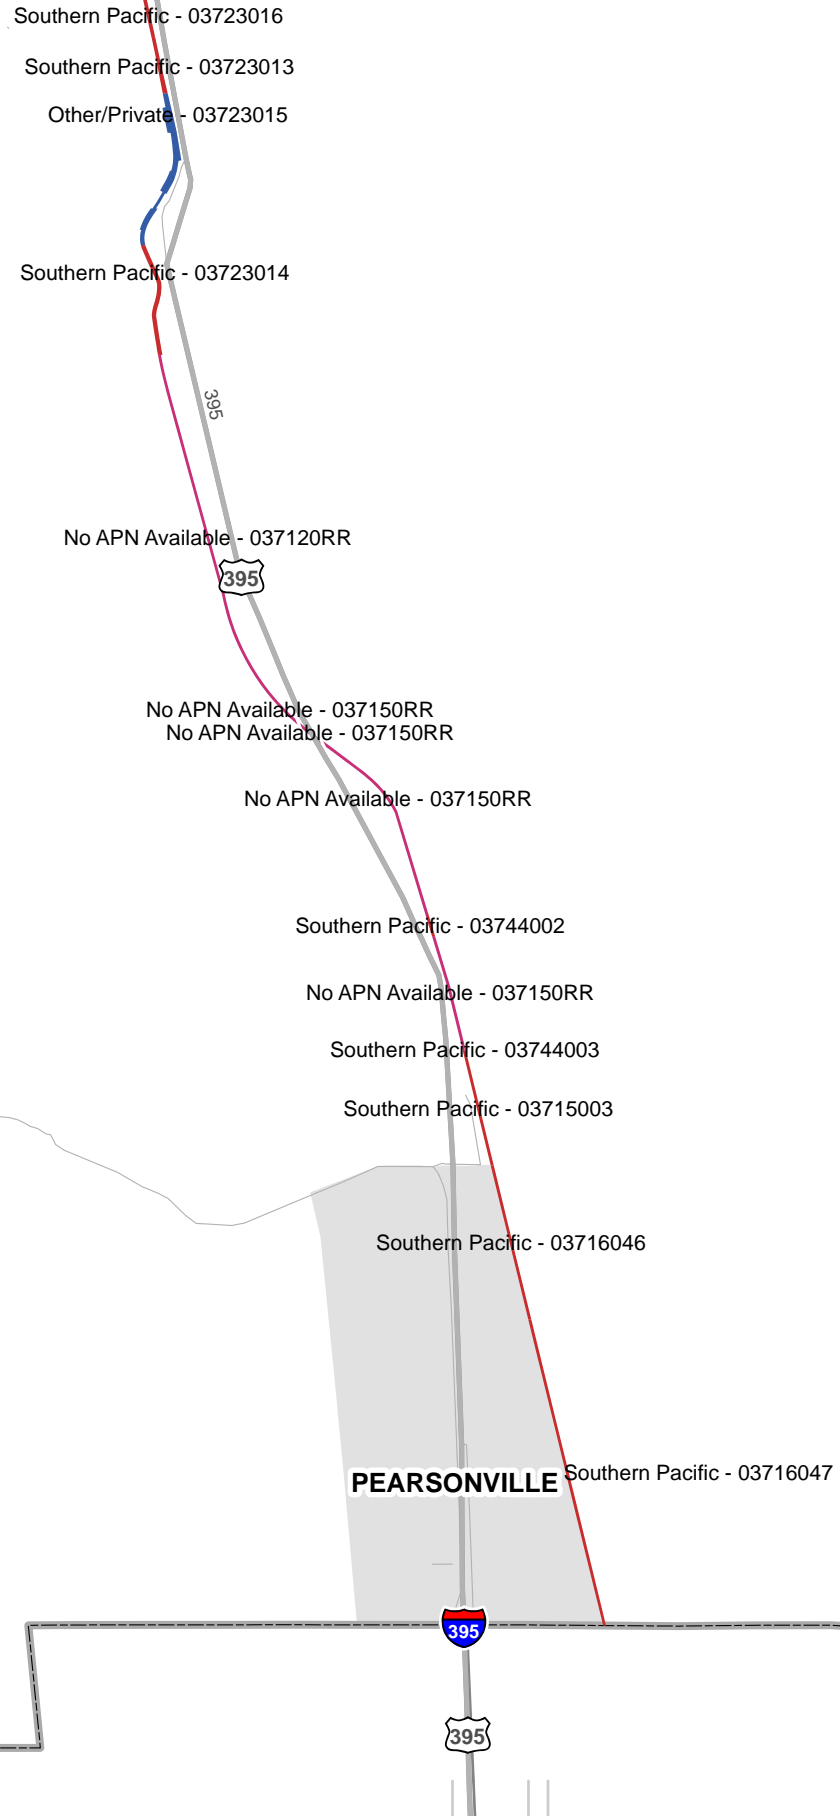 Southern Pacific - 03723016
Southern Pacific - 03723013
Other/Private - 03723015
Southern Pacific - 03723014
395
No APN Available - 037120RR
395
No APN Available - 037150RR
No APN Available - 037150RR
No APN Available - 037150RR
Southern Pacific - 03744002
No APN Available - 037150RR
Southern Pacific - 03744003
Southern Pacific - 03715003
Southern Pacific - 03716046
Southern Pacific - 03716047
PEARSONVILLE
395
395